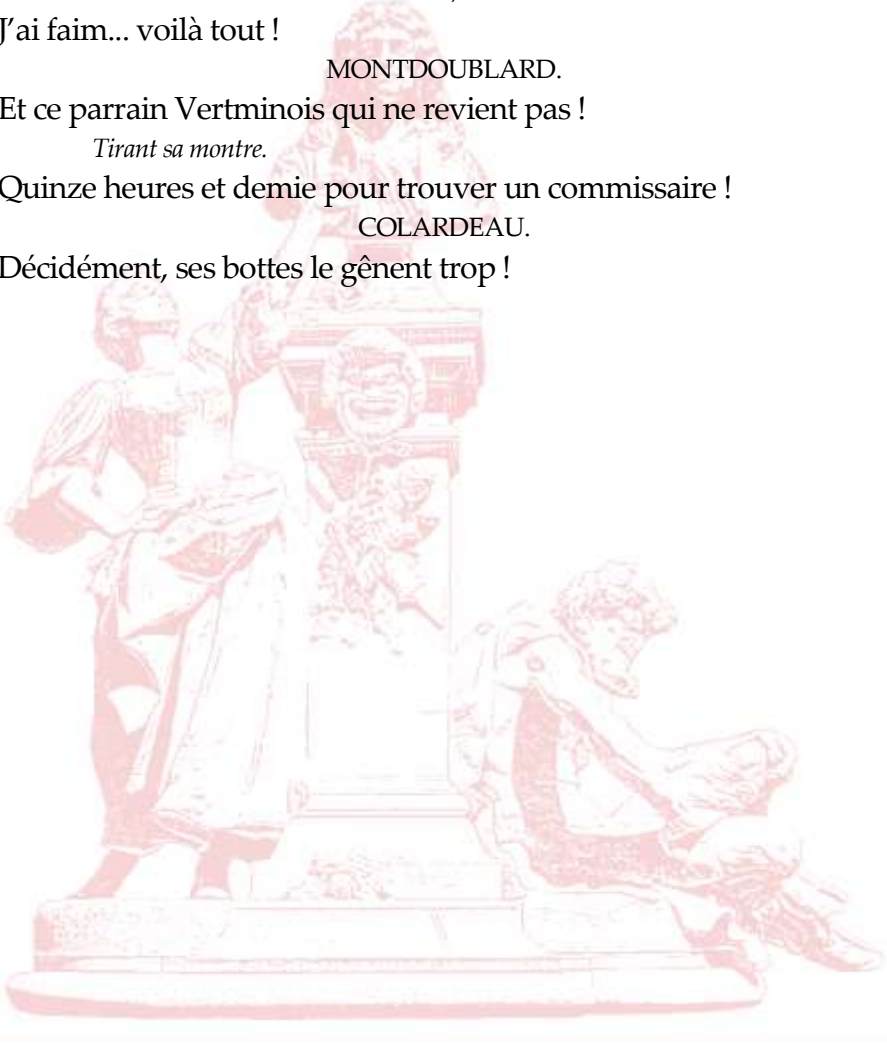 J’ai faim... voilà tout !
MONTDOUBLARD.
Et ce parrain Vertminois qui ne revient pas !
Tirant sa montre.
Quinze heures et demie pour trouver un commissaire !
COLARDEAU.
Décidément, ses bottes le gênent trop !